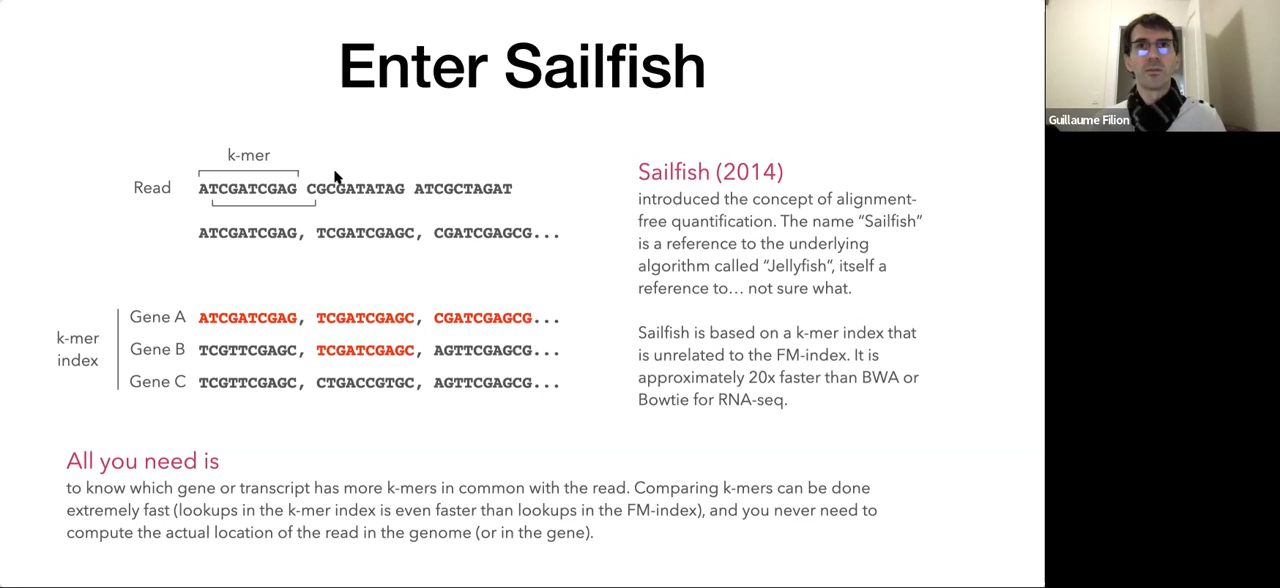 Enter Sailfish
Guillaume Filion
k-mer
Read ATCGATCGAG CGCGATATAG ATCGCTAGAT
ATCGATCGAG, TCGATCGAGC, CGATCGAGCG...
k-mer
index
Gene A ATCGATCGAG, TCGATCGAGC, CGATCGAGCG...
Gene B TCGTTCGAGC, TCGATCGAGC, AGTTCGAGCG...
Gene C TCGTTCGAGC, CTGACCGTGC, AGTTCGAGCG...
Sailfish (2014)
introduced the concept of alignment-
free quantification. The name “Sailfish”
is a reference to the underlying
algorithm called “Jellyfish”, itself a
reference to… not sure what.
Sailfish is based on a k-mer index that
is unrelated to the FM-index. It is
approximately 20x faster than BWA or
Bowtie for RNA-seq.
All you need is
to know which gene or transcript has more k-mers in common with the read. Comparing k-mers can be done
extremely fast (lookups in the k-mer index is even faster than lookups in the FM-index), and you never need to
compute the actual location of the read in the genome (or in the gene).